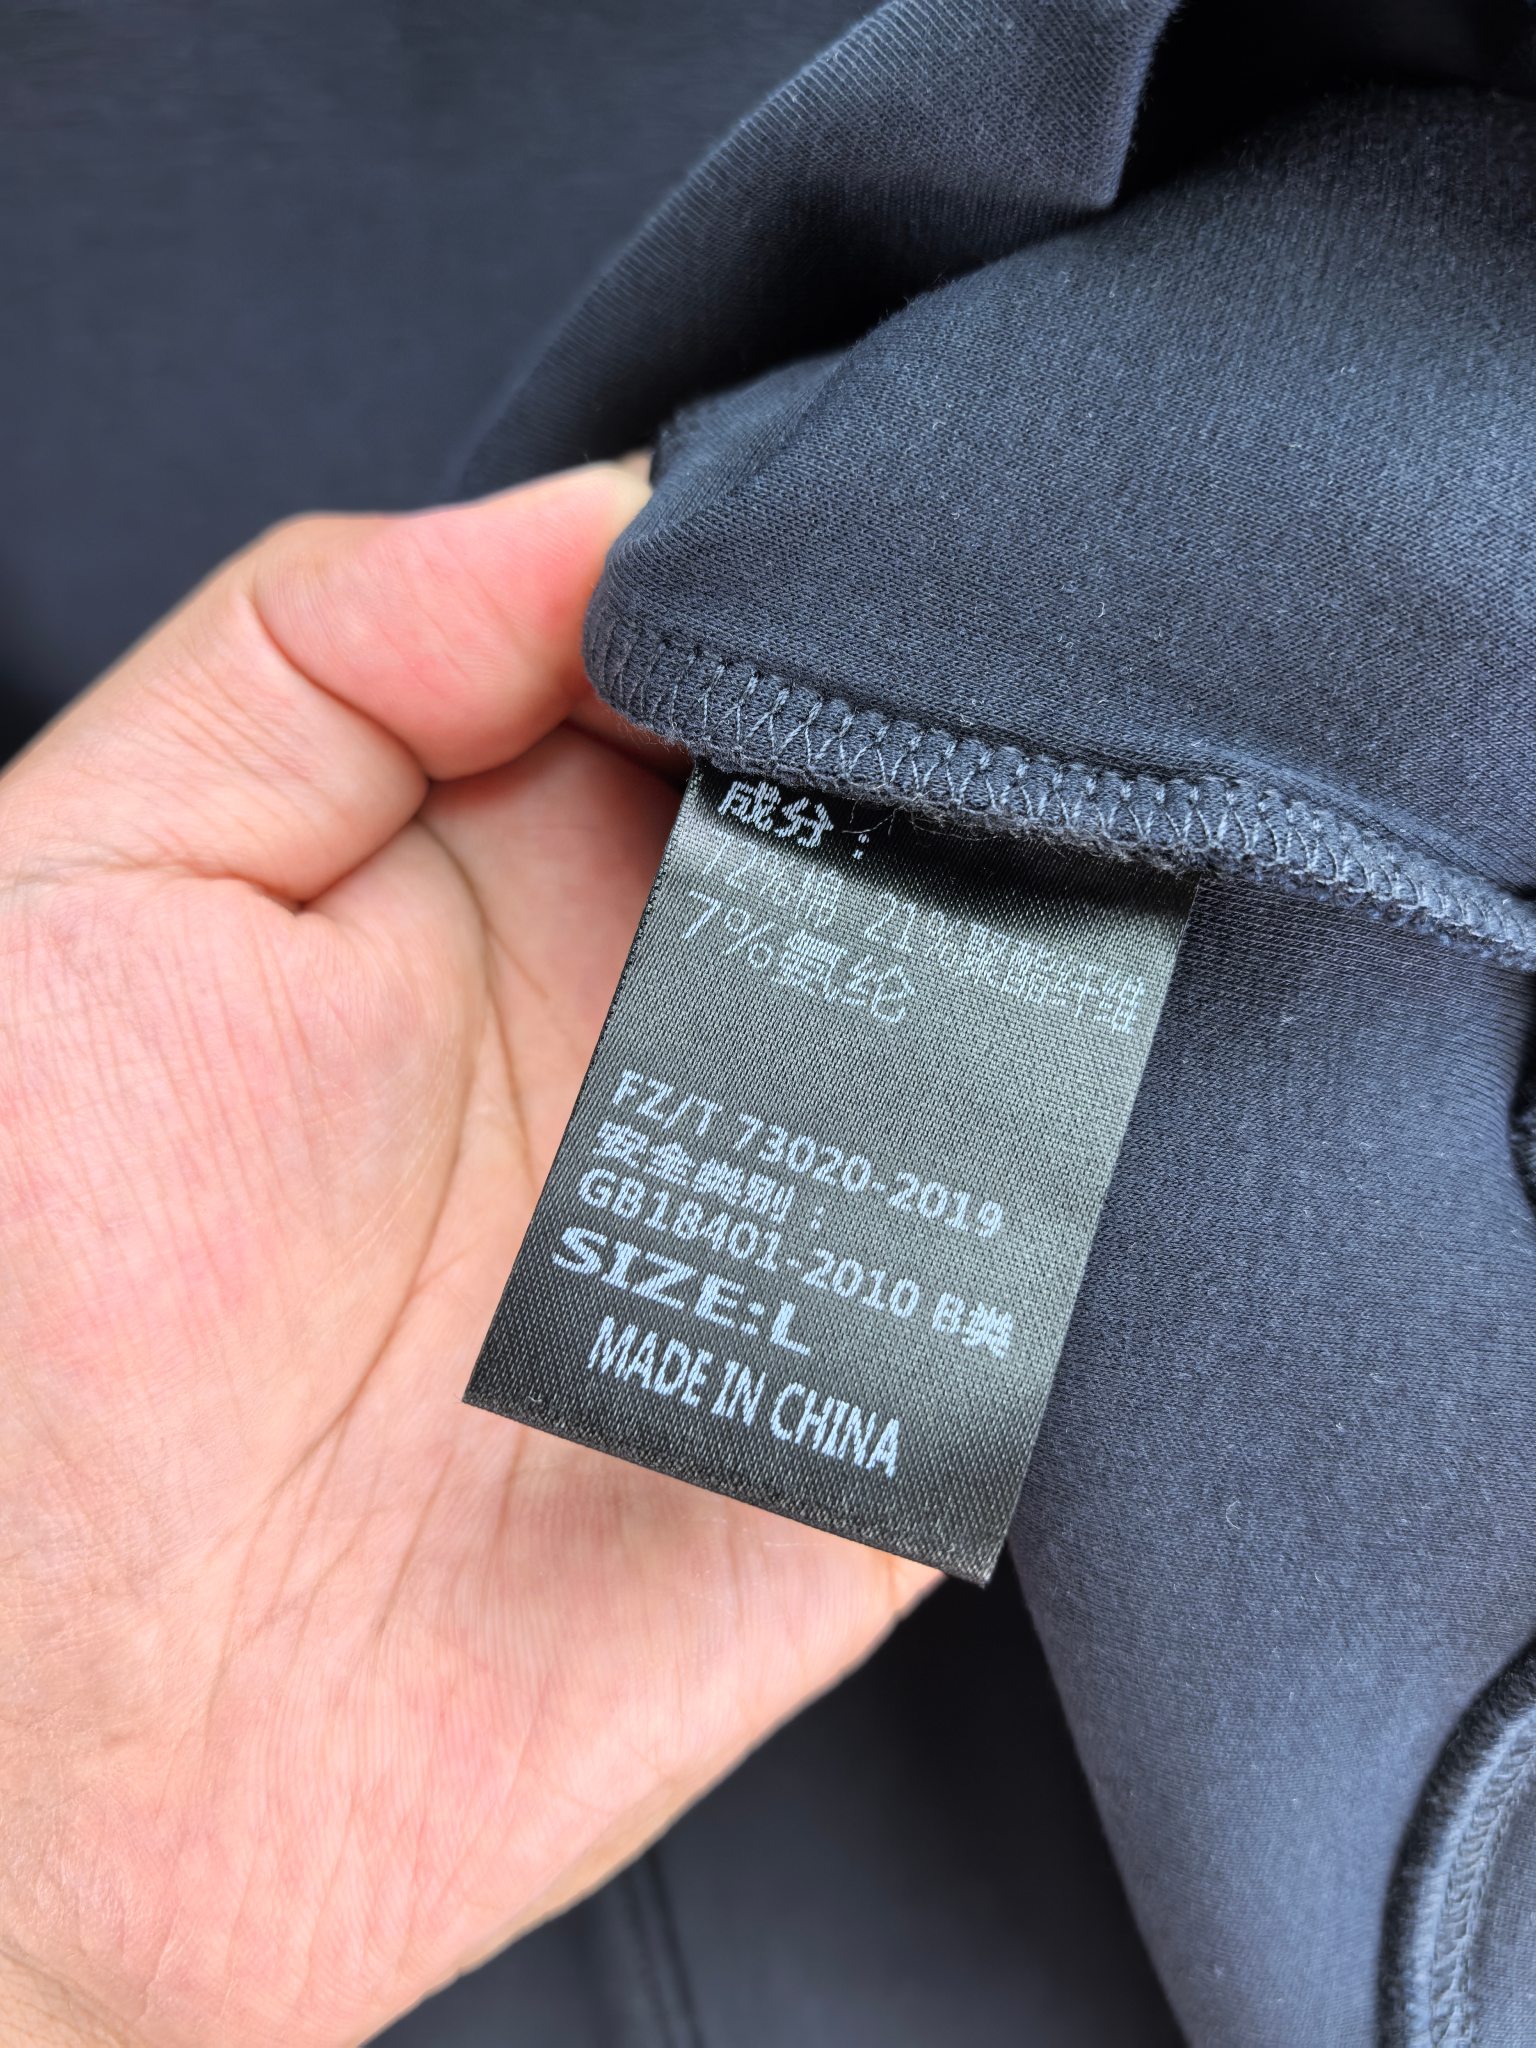 成分：
72%棉 21%聚酯纤维
7%氨纶
FZ/T 73020-2019
安全类别：
GB18401-2010 B类
SIZE:L
MADE IN CHINA